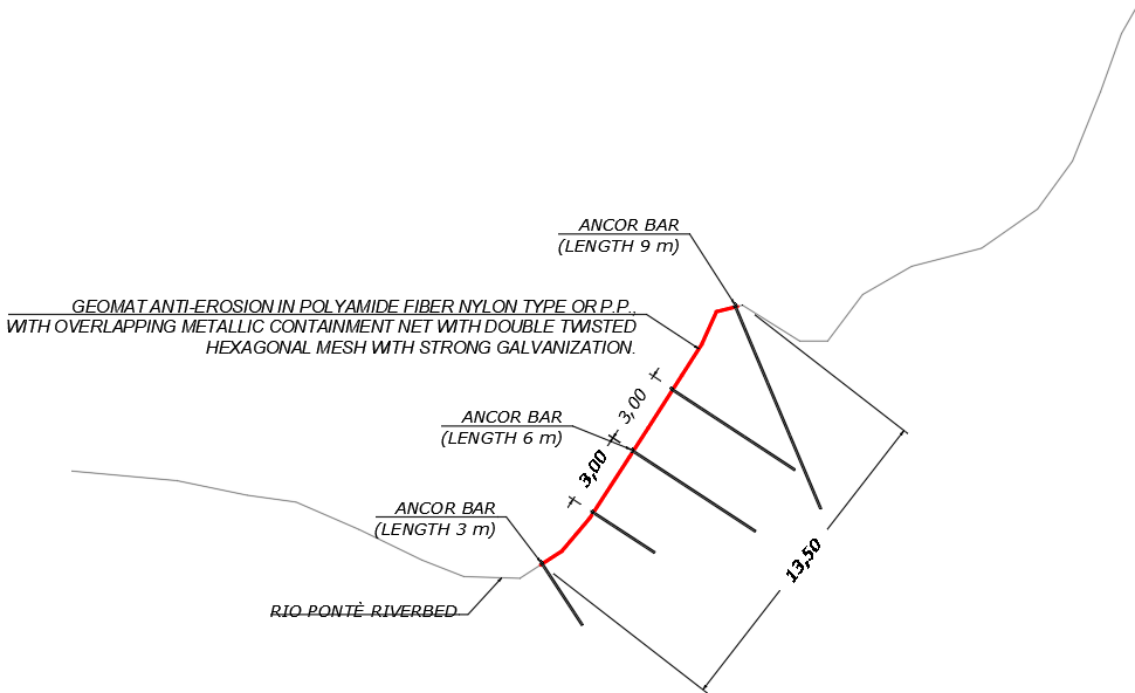 ANCOR BAR
(LENGTH 9 m)
GEOMAT ANTI-EROSION IN POLYAMIDE FIBER NYLON TYPE OR P.P.,
WITH OVERLAPPING METALLIC CONTAINMENT NET WITH DOUBLE TWISTED
HEXAGONAL MESH WITH STRONG GALVANIZATION.
3,00
ANCOR BAR
(LENGTH 6 m)
3,00
ANCOR BAR
(LENGTH 3 m)
13,50
RIO PONTÈ RIVERBED